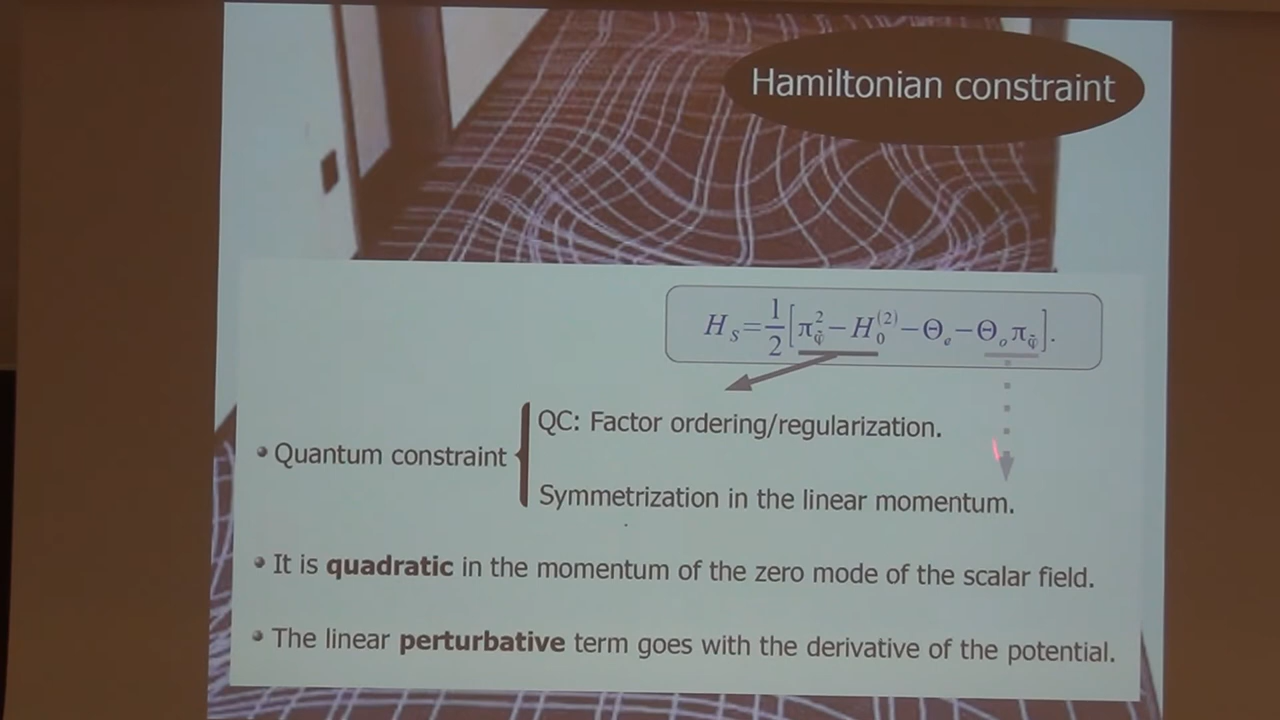 Hamiltonian constraint
H_s = 1/2 [π_φ̃² − H_0^(2) − Θ_e − Θ_o π_φ̃].
QC: Factor ordering/regularization.
• Quantum constraint
Symmetrization in the linear momentum.
• It is quadratic in the momentum of the zero mode of the scalar field.
• The linear perturbative term goes with the derivative of the potential.